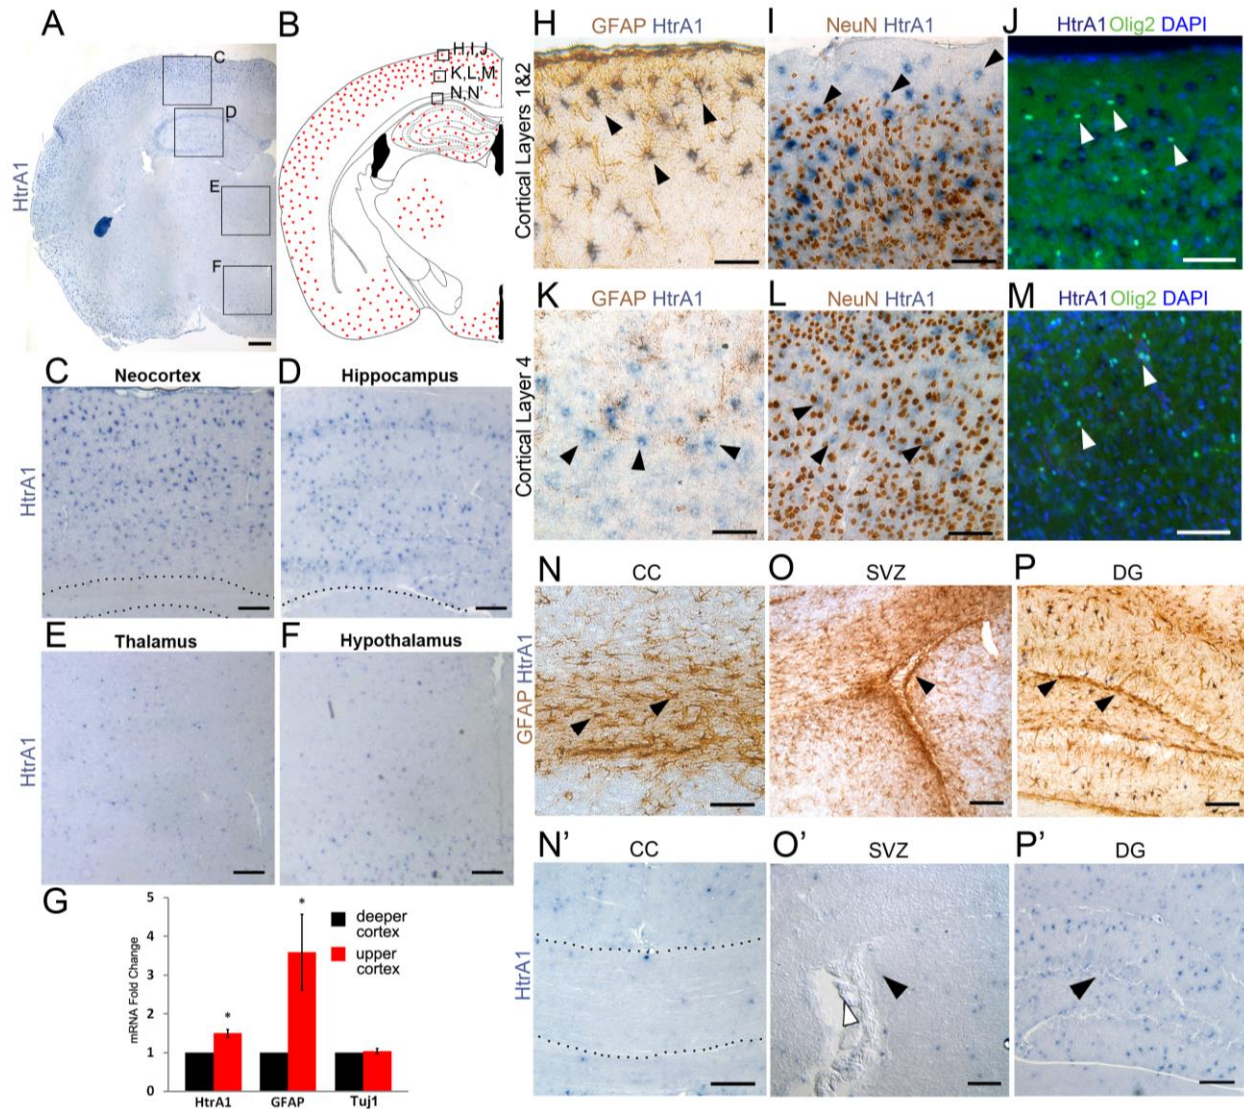 A
HtrA1
C
D
E
F
B
H,I,J
K,L,M
N,N'
C
Neocortex
D
Hippocampus
HtrA1
E
Thalamus
F
Hypothalamus
HtrA1
G
mRNA Fold Change
5
4
3
2
1
0
*
*
deeper
cortex
upper
cortex
HtrA1
GFAP
Tuj1
Cortical Layers 1&2
H
GFAP HtrA1
I
NeuN HtrA1
J
HtrA1 Olig2 DAPI
Cortical Layer 4
K
GFAP HtrA1
L
NeuN HtrA1
M
HtrA1 Olig2 DAPI
GFAP HtrA1
N
CC
O
SVZ
P
DG
HtrA1
N'
CC
O'
SVZ
P'
DG